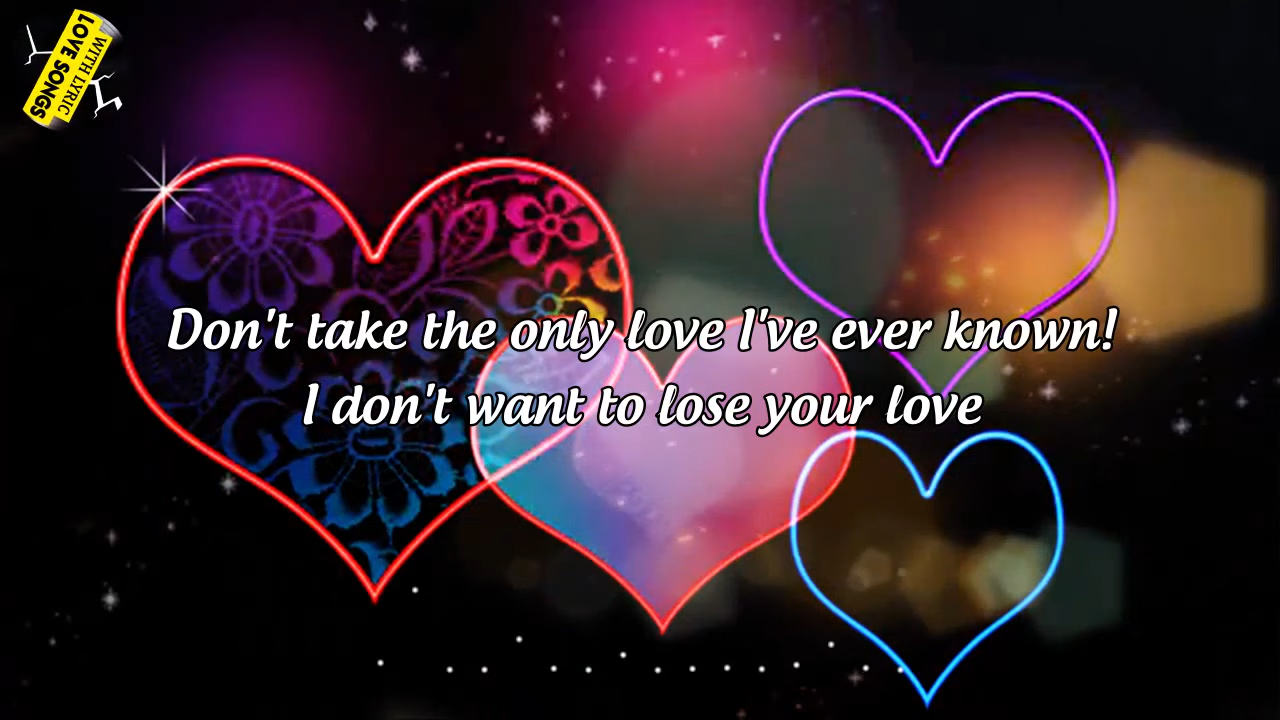 LOVE SONGS
WITH LYRIC
Don't take the only love I've ever known!
I don't want to lose your love